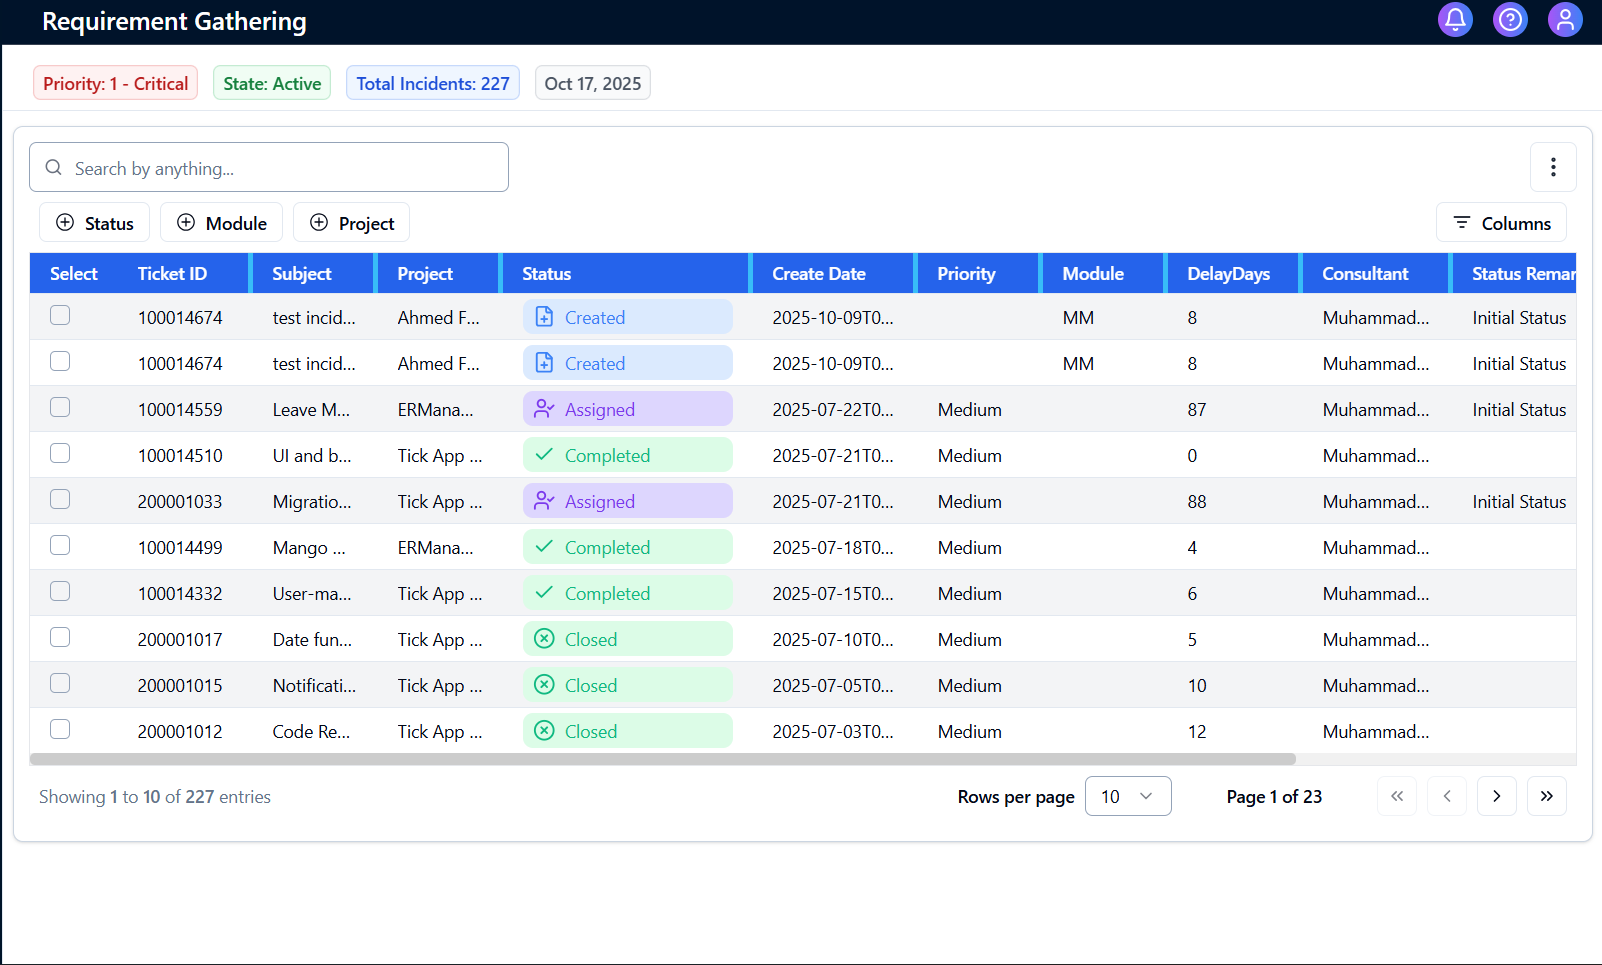 Requirement Gathering
Priority: 1 - Critical State: Active Total Incidents: 227 Oct 17, 2025
Search by anything...
Status Module Project Columns
Select Ticket ID Subject Project Status Create Date Priority Module DelayDays Consultant Status Remar
100014674 test incid... Ahmed F... Created 2025-10-09T0... MM 8 Muhammad... Initial Status
100014674 test incid... Ahmed F... Created 2025-10-09T0... MM 8 Muhammad... Initial Status
100014559 Leave M... ERMana... Assigned 2025-07-22T0... Medium 87 Muhammad... Initial Status
100014510 UI and b... Tick App ... Completed 2025-07-21T0... Medium 0 Muhammad...
200001033 Migratio... Tick App ... Assigned 2025-07-21T0... Medium 88 Muhammad... Initial Status
100014499 Mango ... ERMana... Completed 2025-07-18T0... Medium 4 Muhammad...
100014332 User-ma... Tick App ... Completed 2025-07-15T0... Medium 6 Muhammad...
200001017 Date fun... Tick App ... Closed 2025-07-10T0... Medium 5 Muhammad...
200001015 Notificati... Tick App ... Closed 2025-07-05T0... Medium 10 Muhammad...
200001012 Code Re... Tick App ... Closed 2025-07-03T0... Medium 12 Muhammad...
Showing 1 to 10 of 227 entries Rows per page 10 Page 1 of 23